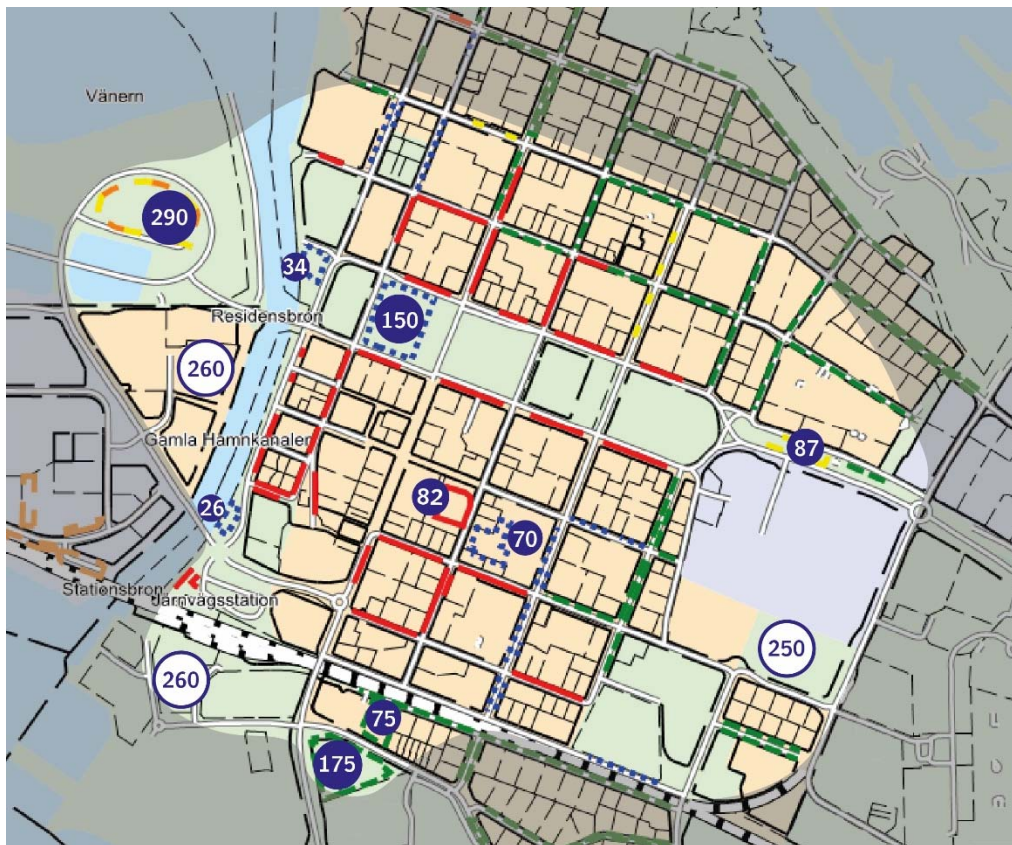 Vänern
290
34
Residensbron
150
260
Gamla Hamnkanalen
87
82
26
70
Stationsbron
Järnvägsstation
250
260
75
175